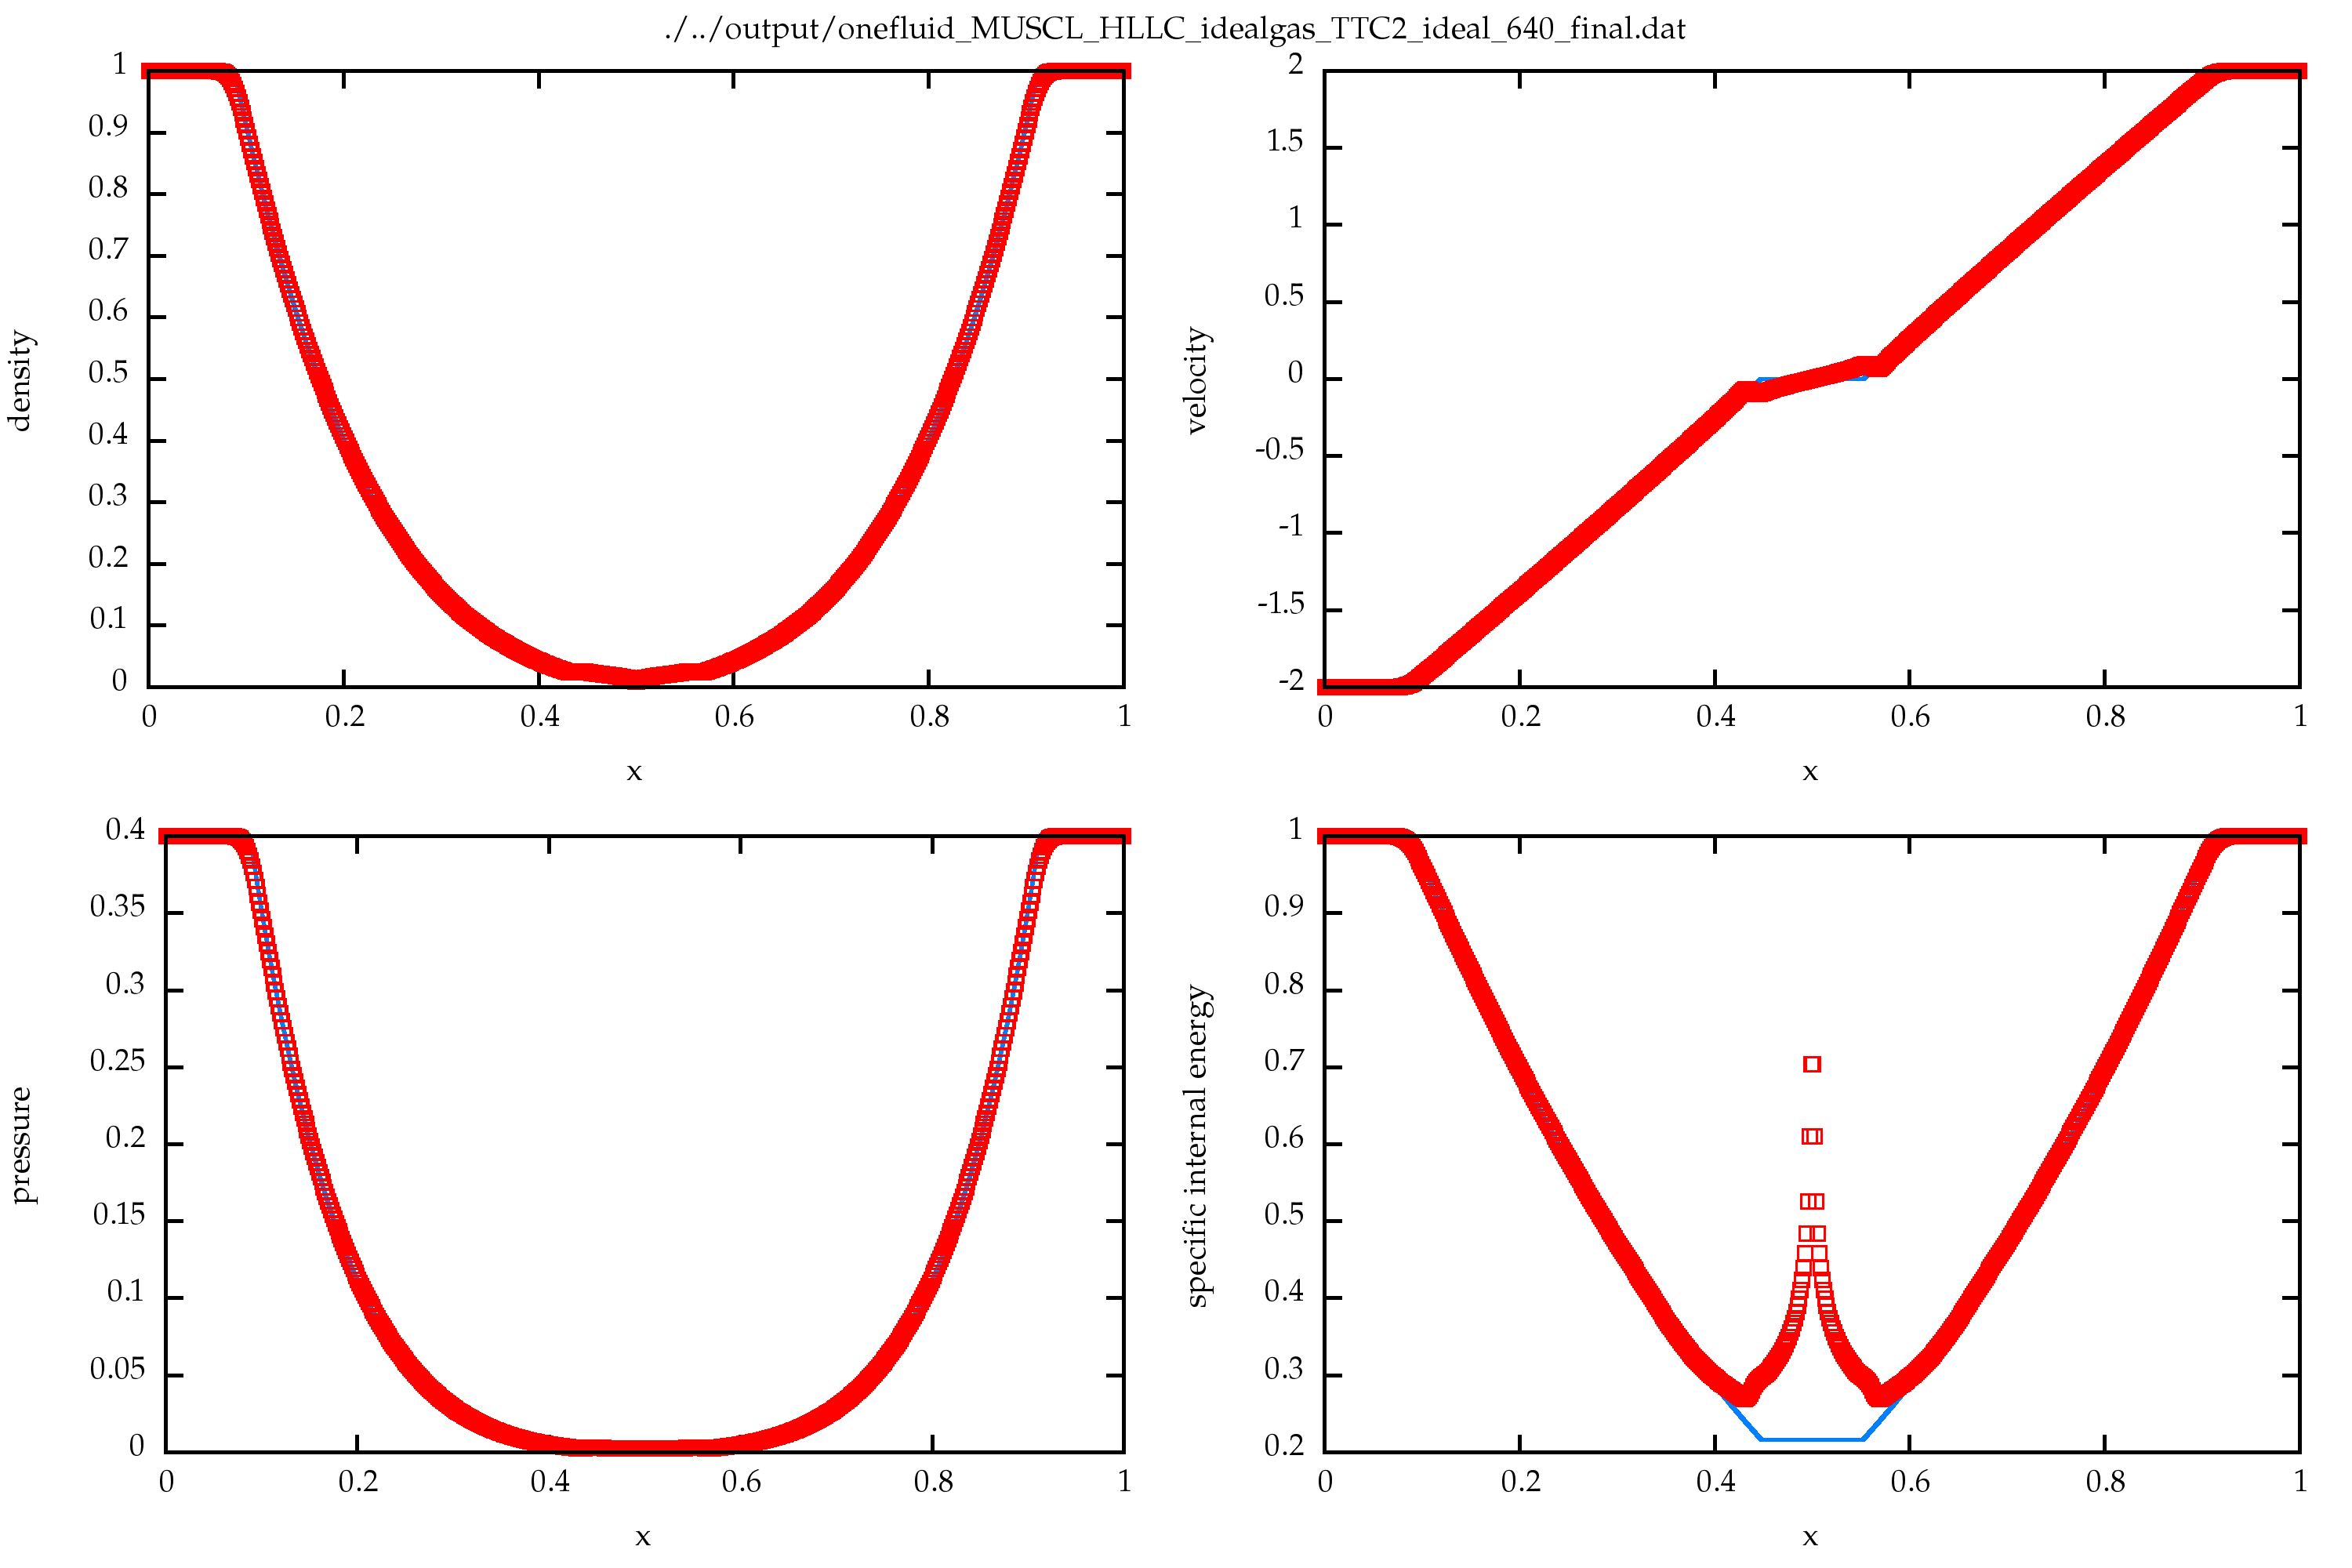 ./../output/onefluid_MUSCL_HLLC_idealgas_TTC2_ideal_640_final.dat
1
0.9
0.8
0.7
0.6
0.5
0.4
0.3
0.2
0.1
0
density
0 0.2 0.4 0.6 0.8 1
x
2
1.5
1
0.5
0
-0.5
-1
-1.5
-2
velocity
0 0.2 0.4 0.6 0.8 1
x
0.4
0.35
0.3
0.25
0.2
0.15
0.1
0.05
0
pressure
0 0.2 0.4 0.6 0.8 1
x
1
0.9
0.8
0.7
0.6
0.5
0.4
0.3
0.2
specific internal energy
0 0.2 0.4 0.6 0.8 1
x